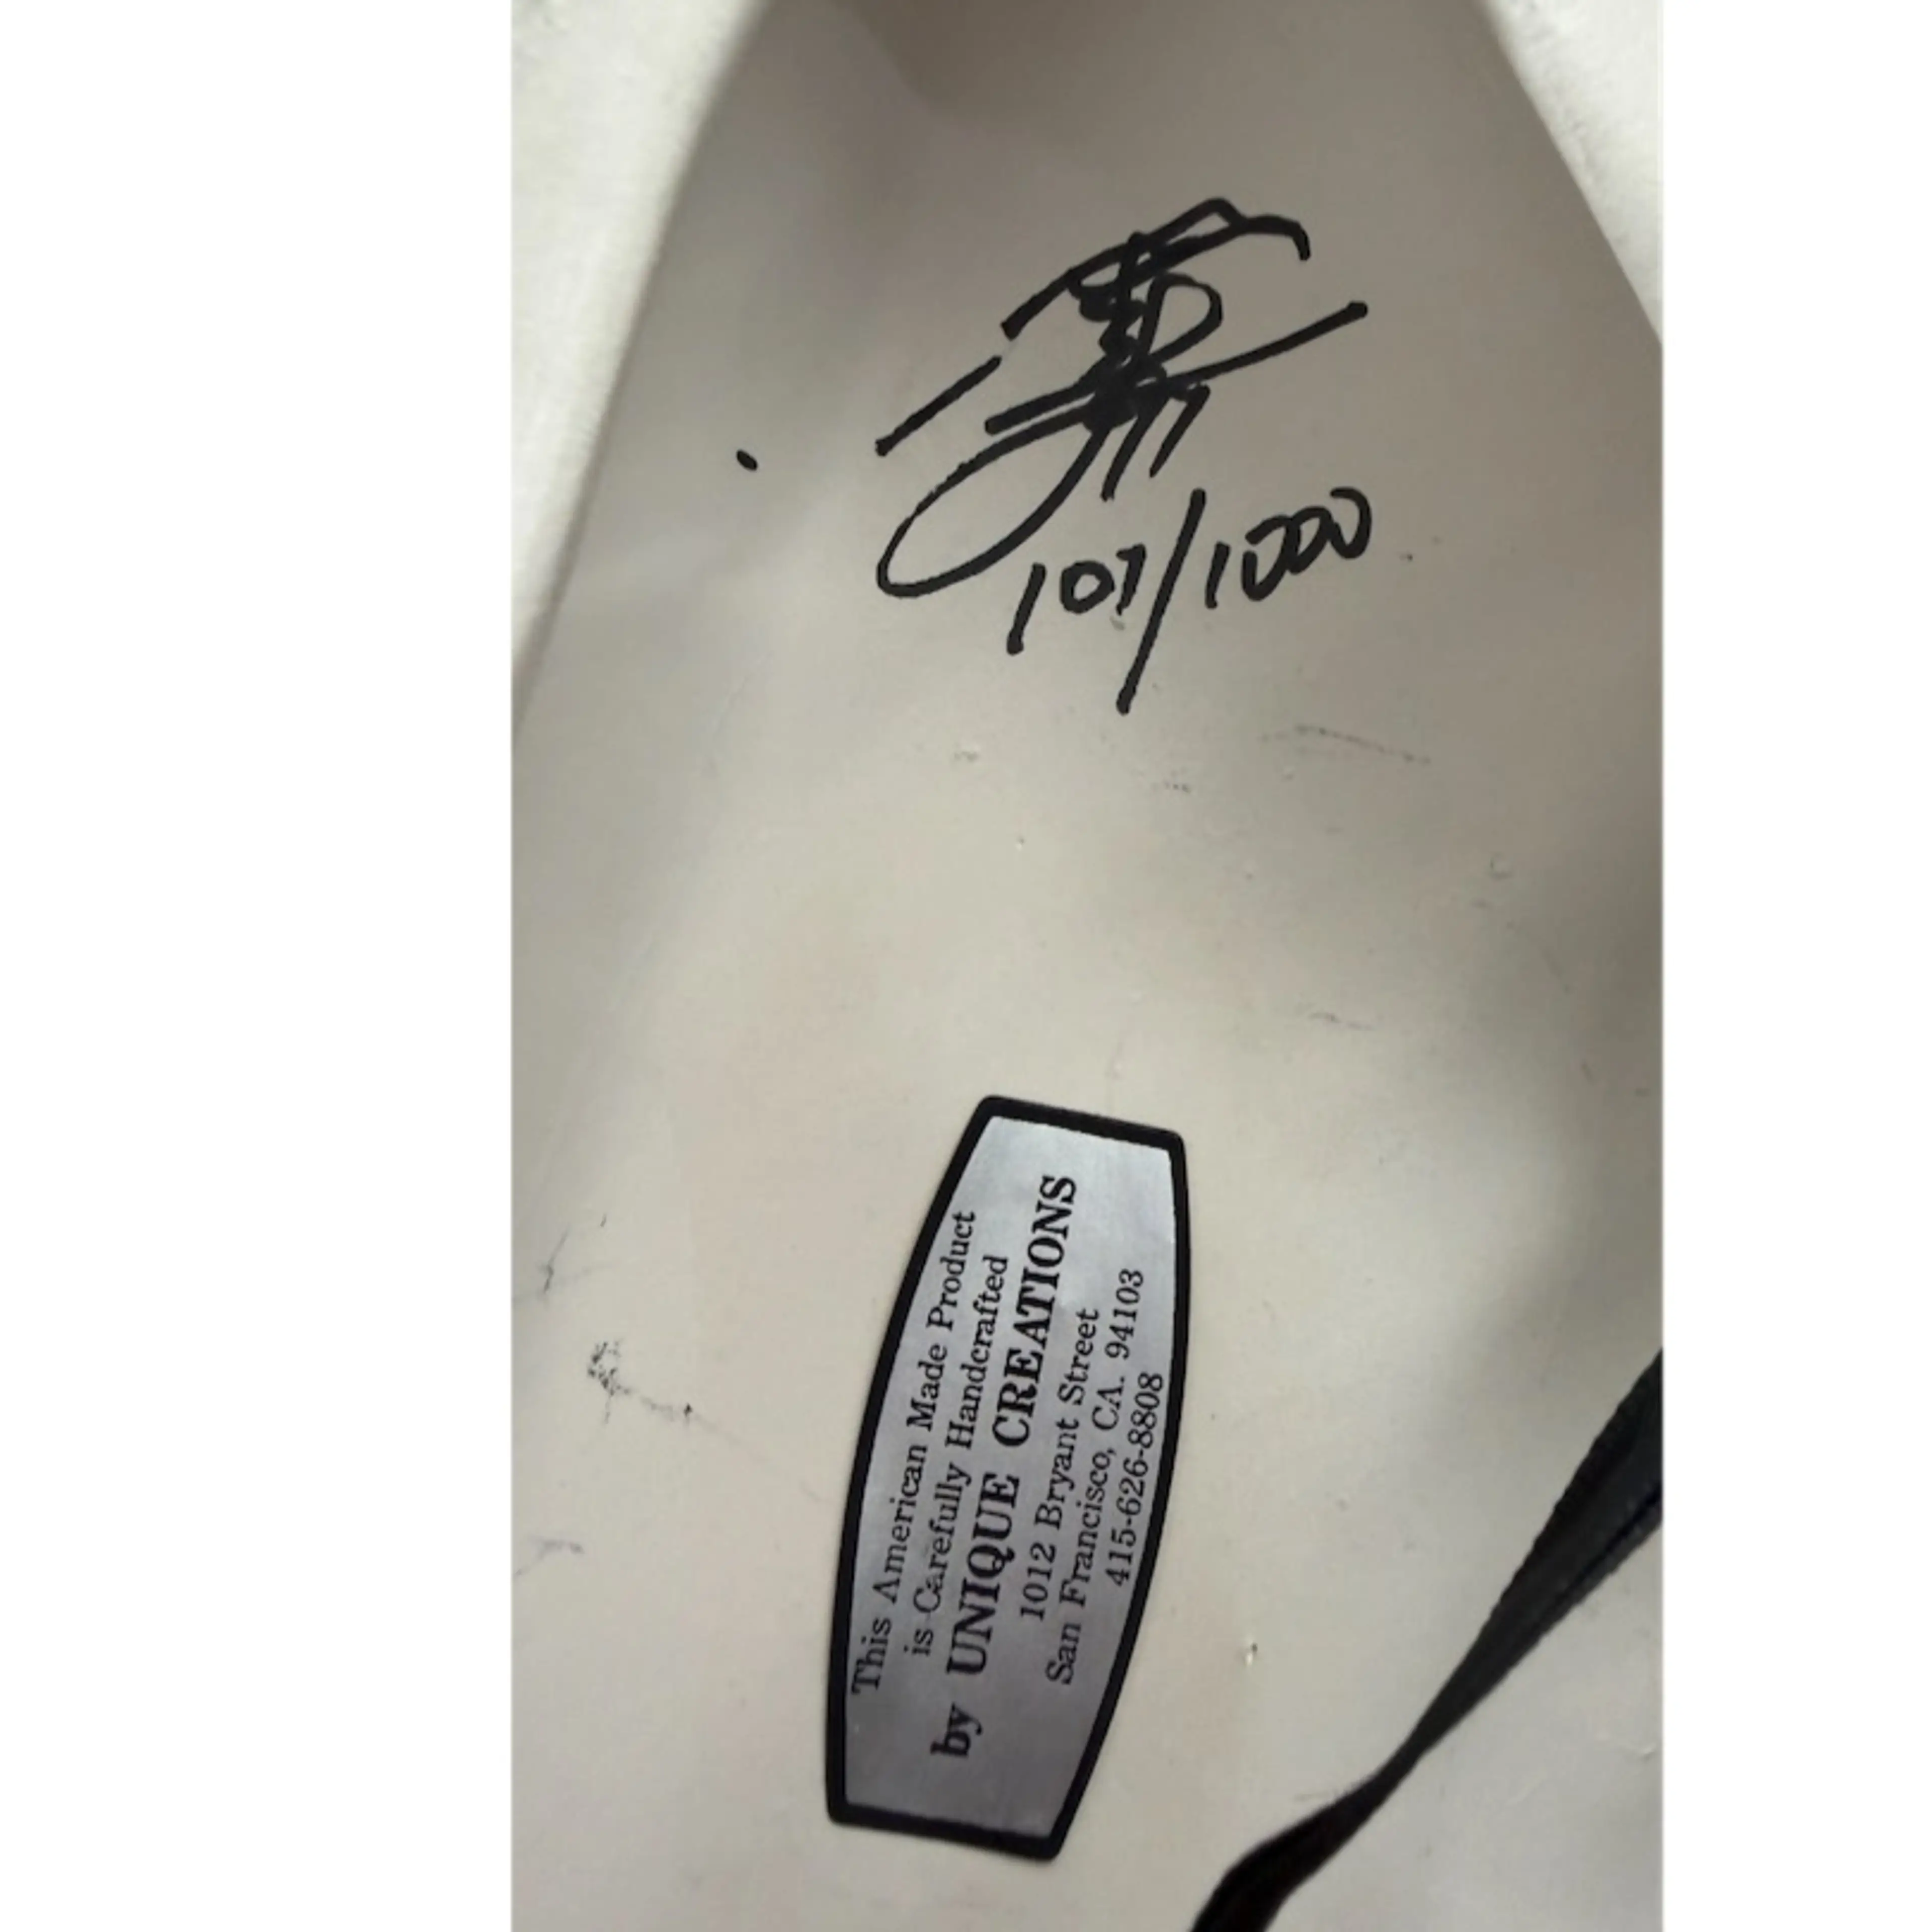 107/1000
This American Made Product
is Carefully Handcrafted
by UNIQUE CREATIONS
1012 Bryant Street
San Francisco, CA. 94103
415-626-8808